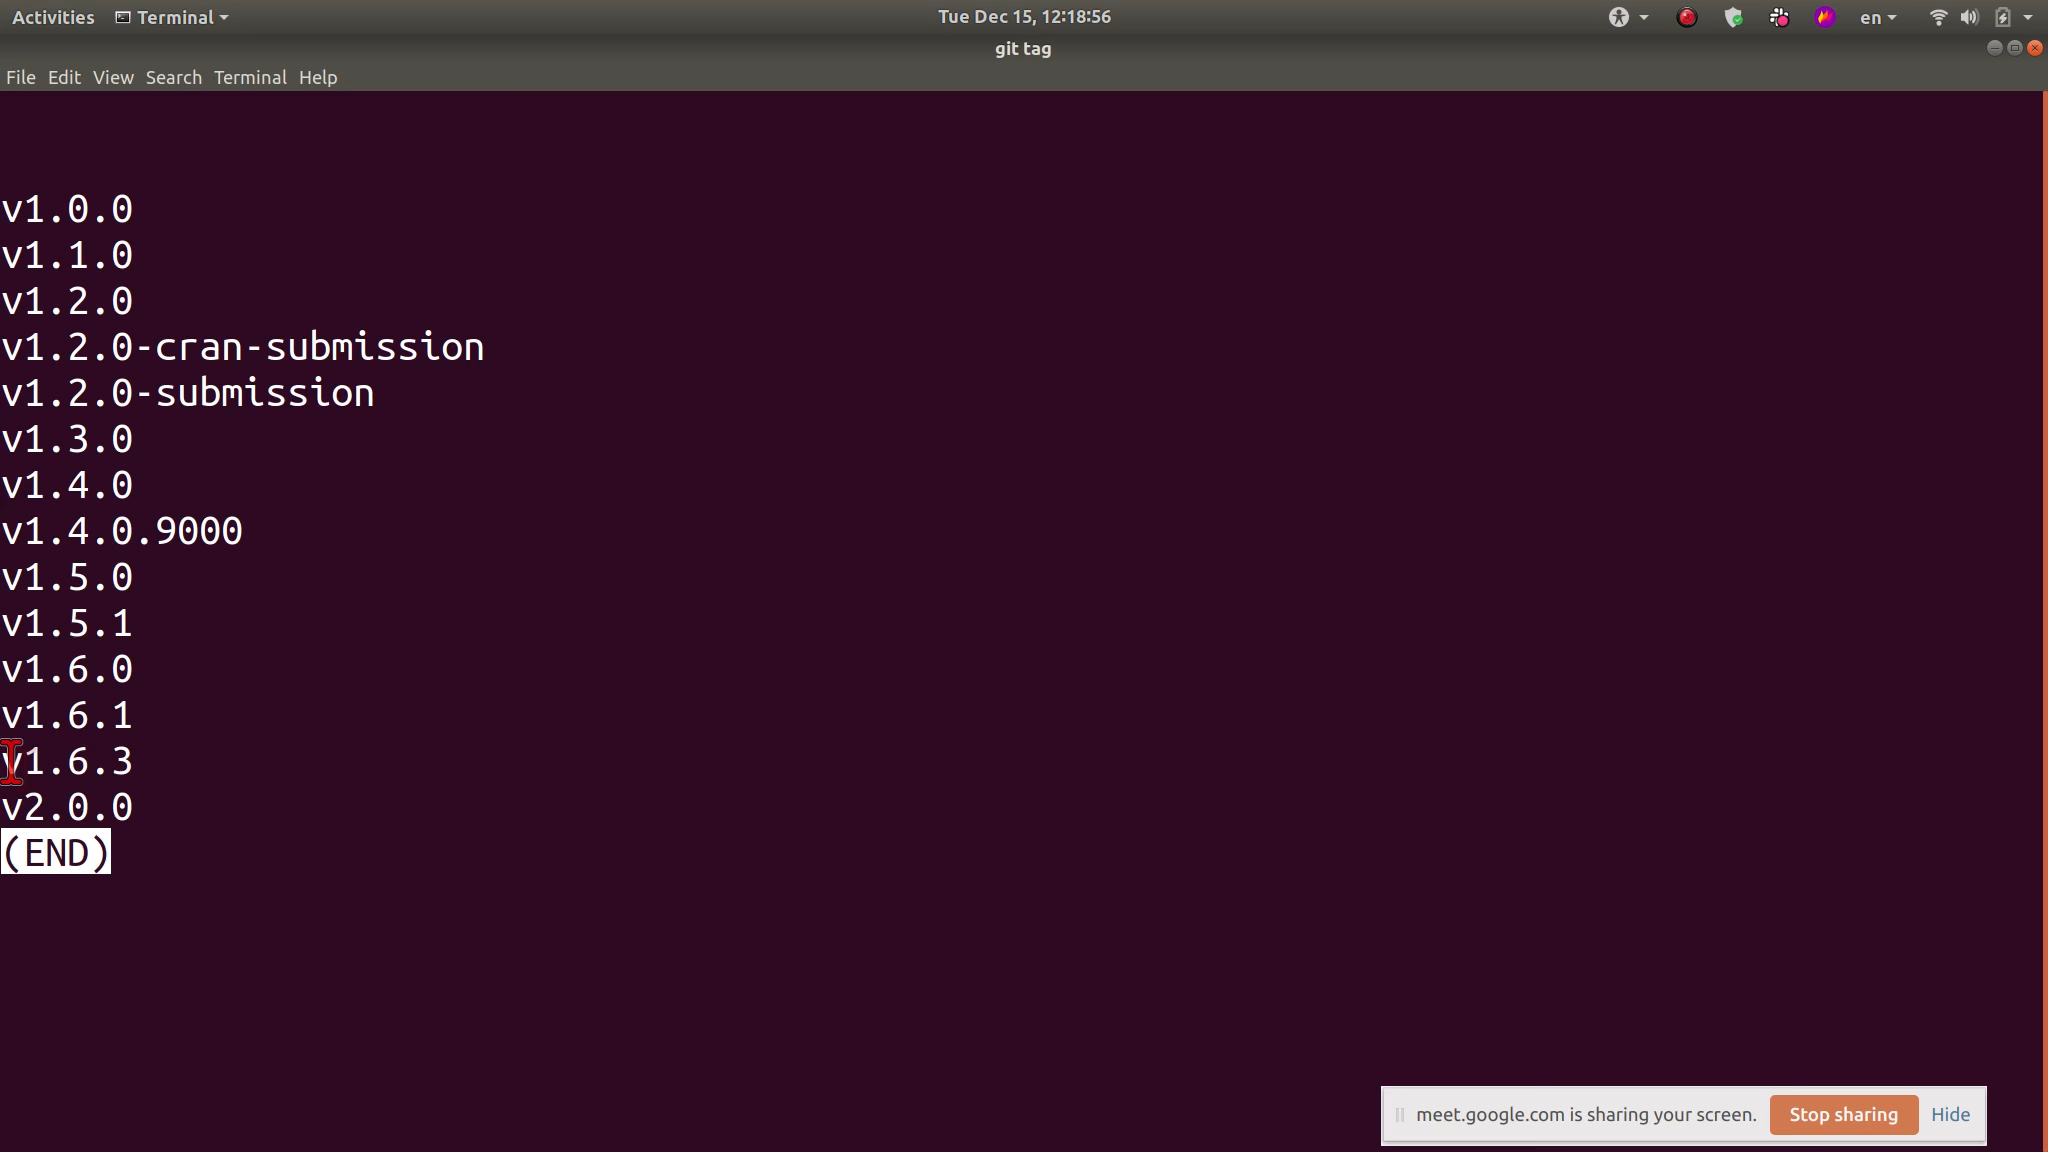 Activities Terminal Tue Dec 15, 12:18:56 en
git tag
File Edit View Search Terminal Help
v1.0.0
v1.1.0
v1.2.0
v1.2.0-cran-submission
v1.2.0-submission
v1.3.0
v1.4.0
v1.4.0.9000
v1.5.0
v1.5.1
v1.6.0
v1.6.1
v1.6.3
v2.0.0
(END)
meet.google.com is sharing your screen. Stop sharing Hide